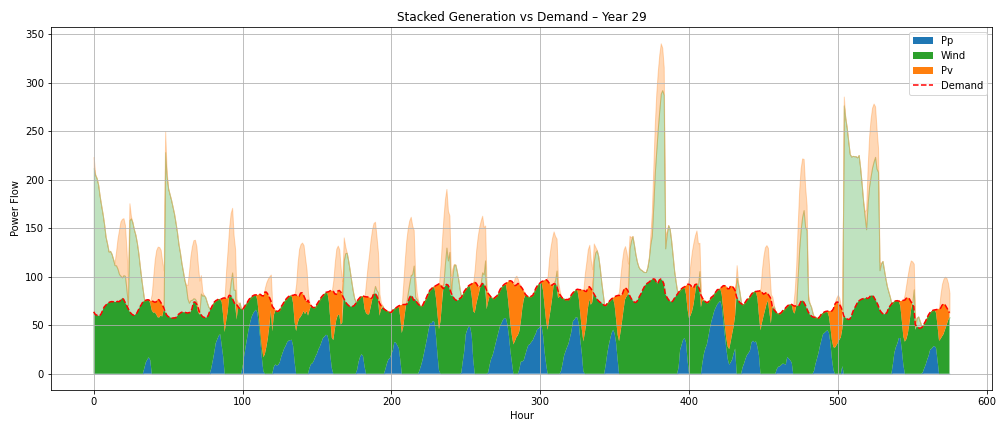 Stacked Generation vs Demand – Year 29
Power Flow
350
300
250
200
150
100
50
0
Pp
Wind
Pv
Demand
0 100 200 300 400 500 600
Hour